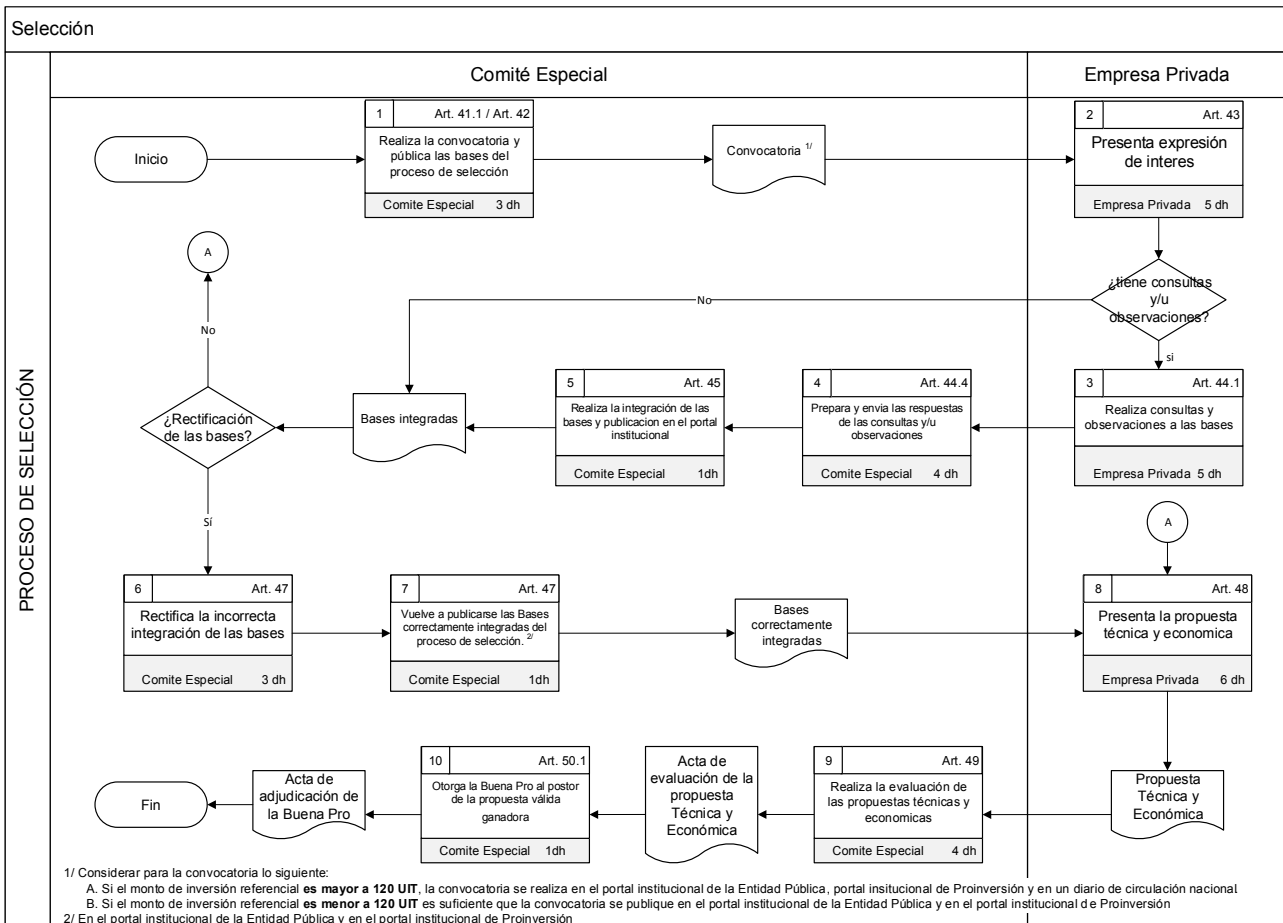 Selección
PROCESO DE SELECCIÓN
Comité Especial
Empresa Privada
Inicio
1
Art. 41.1 / Art. 42
Realiza la convocatoria y
pública las bases del
proceso de selección
Comite Especial 3 dh
Convocatoria 1/
2
Art. 43
Presenta expresión
de interes
Empresa Privada 5 dh
¿tiene consultas
y/u
observaciones?
No
si
3
Art. 44.1
Realiza consultas y
observaciones a las bases
Empresa Privada 5 dh
4
Art. 44.4
Prepara y envia las respuestas
de las consultas y/u
observaciones
Comite Especial 4 dh
5
Art. 45
Realiza la integración de las
bases y publicacion en el portal
institucional
Comite Especial 1dh
Bases integradas
¿Rectificación
de las bases?
No
A
Sí
6
Art. 47
Rectifica la incorrecta
integración de las bases
Comite Especial 3 dh
7
Art. 47
Vuelve a publicarse las Bases
correctamente integradas del
proceso de selección. 2/
Comite Especial 1dh
Bases
correctamente
integradas
A
8
Art. 48
Presenta la propuesta
técnica y economica
Empresa Privada 6 dh
Propuesta
Técnica y
Económica
9
Art. 49
Realiza la evaluación de
las propuestas técnicas y
economicas
Comite Especial 4 dh
Acta de
evaluación de la
propuesta
Técnica y
Económica
10
Art. 50.1
Otorga la Buena Pro al postor
de la propuesta válida
ganadora
Comite Especial 1dh
Acta de
adjudicación de
la Buena Pro
Fin
1/ Considerar para la convocatoria lo siguiente:
A. Si el monto de inversión referencial es mayor a 120 UIT, la convocatoria se realiza en el portal institucional de la Entidad Pública, portal insitucional de Proinversión y en un diario de circulación nacional.
B. Si el monto de inversión referencial es menor a 120 UIT es suficiente que la convocatoria se publique en el portal institucional de la Entidad Pública y en el portal institucional de Proinversión
2/ En el portal institucional de la Entidad Pública y en el portal institucional de Proinversión